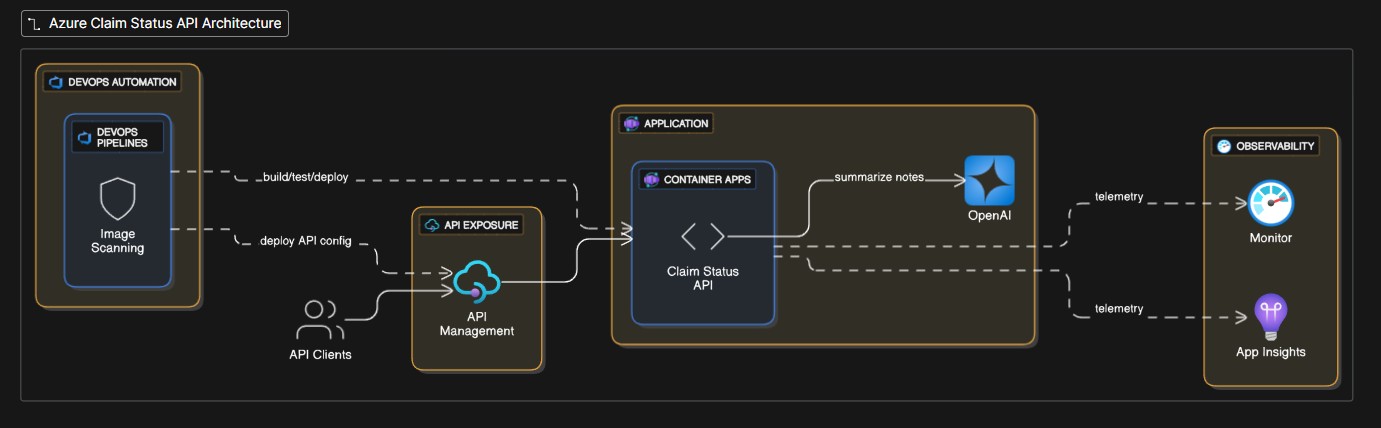 Azure Claim Status API Architecture
DEVOPS AUTOMATION
DEVOPS
PIPELINES
Image
Scanning
build/test/deploy
deploy API config
API Clients
API EXPOSURE
API
Management
APPLICATION
CONTAINER APPS
Claim Status
API
summarize notes
OpenAI
telemetry
telemetry
OBSERVABILITY
Monitor
App Insights